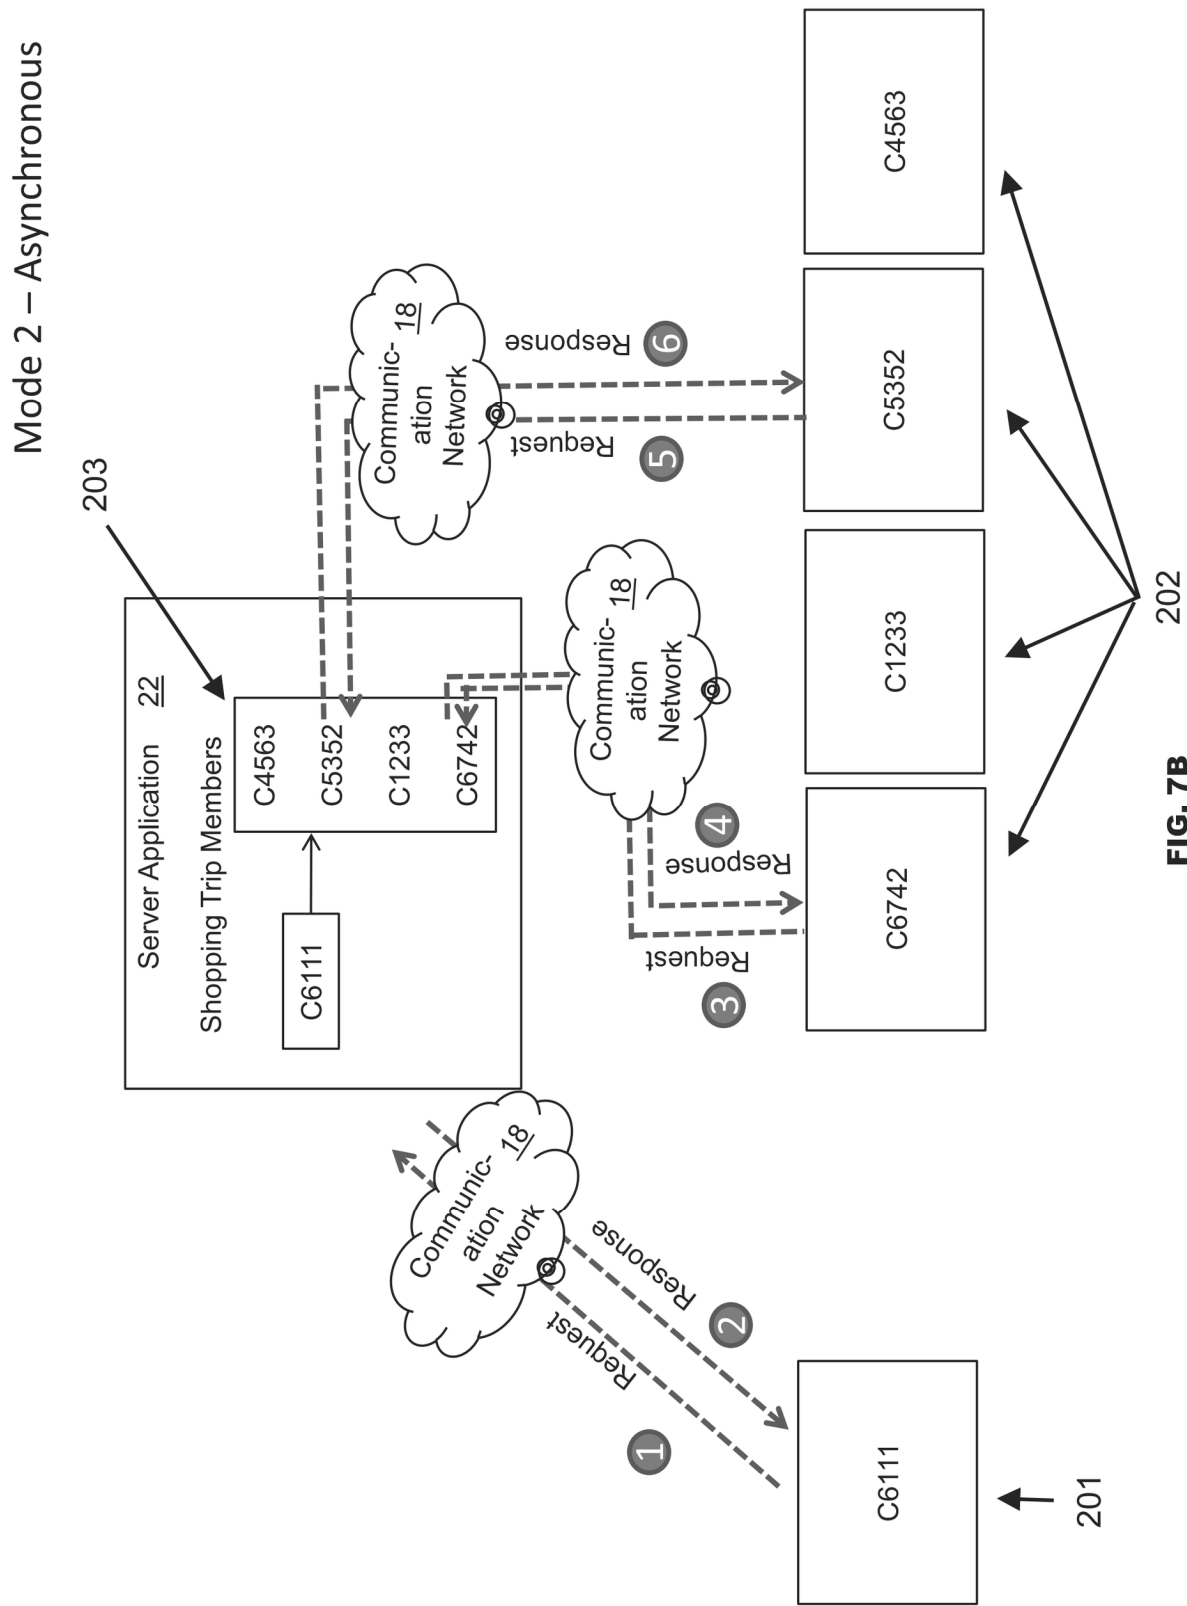 Mode 2 – Asynchronous
203
Server Application 22
Shopping Trip Members
C6111
C4563
C5352
C1233
C6742
Communic-
ation
Network
18
Request
Response
1
2
Communic-
ation
Network
18
Request
Response
3
4
Communic-
ation
Network
18
Request
Response
5
6
C6111
C6742
C1233
C5352
C4563
201
202
FIG. 7B